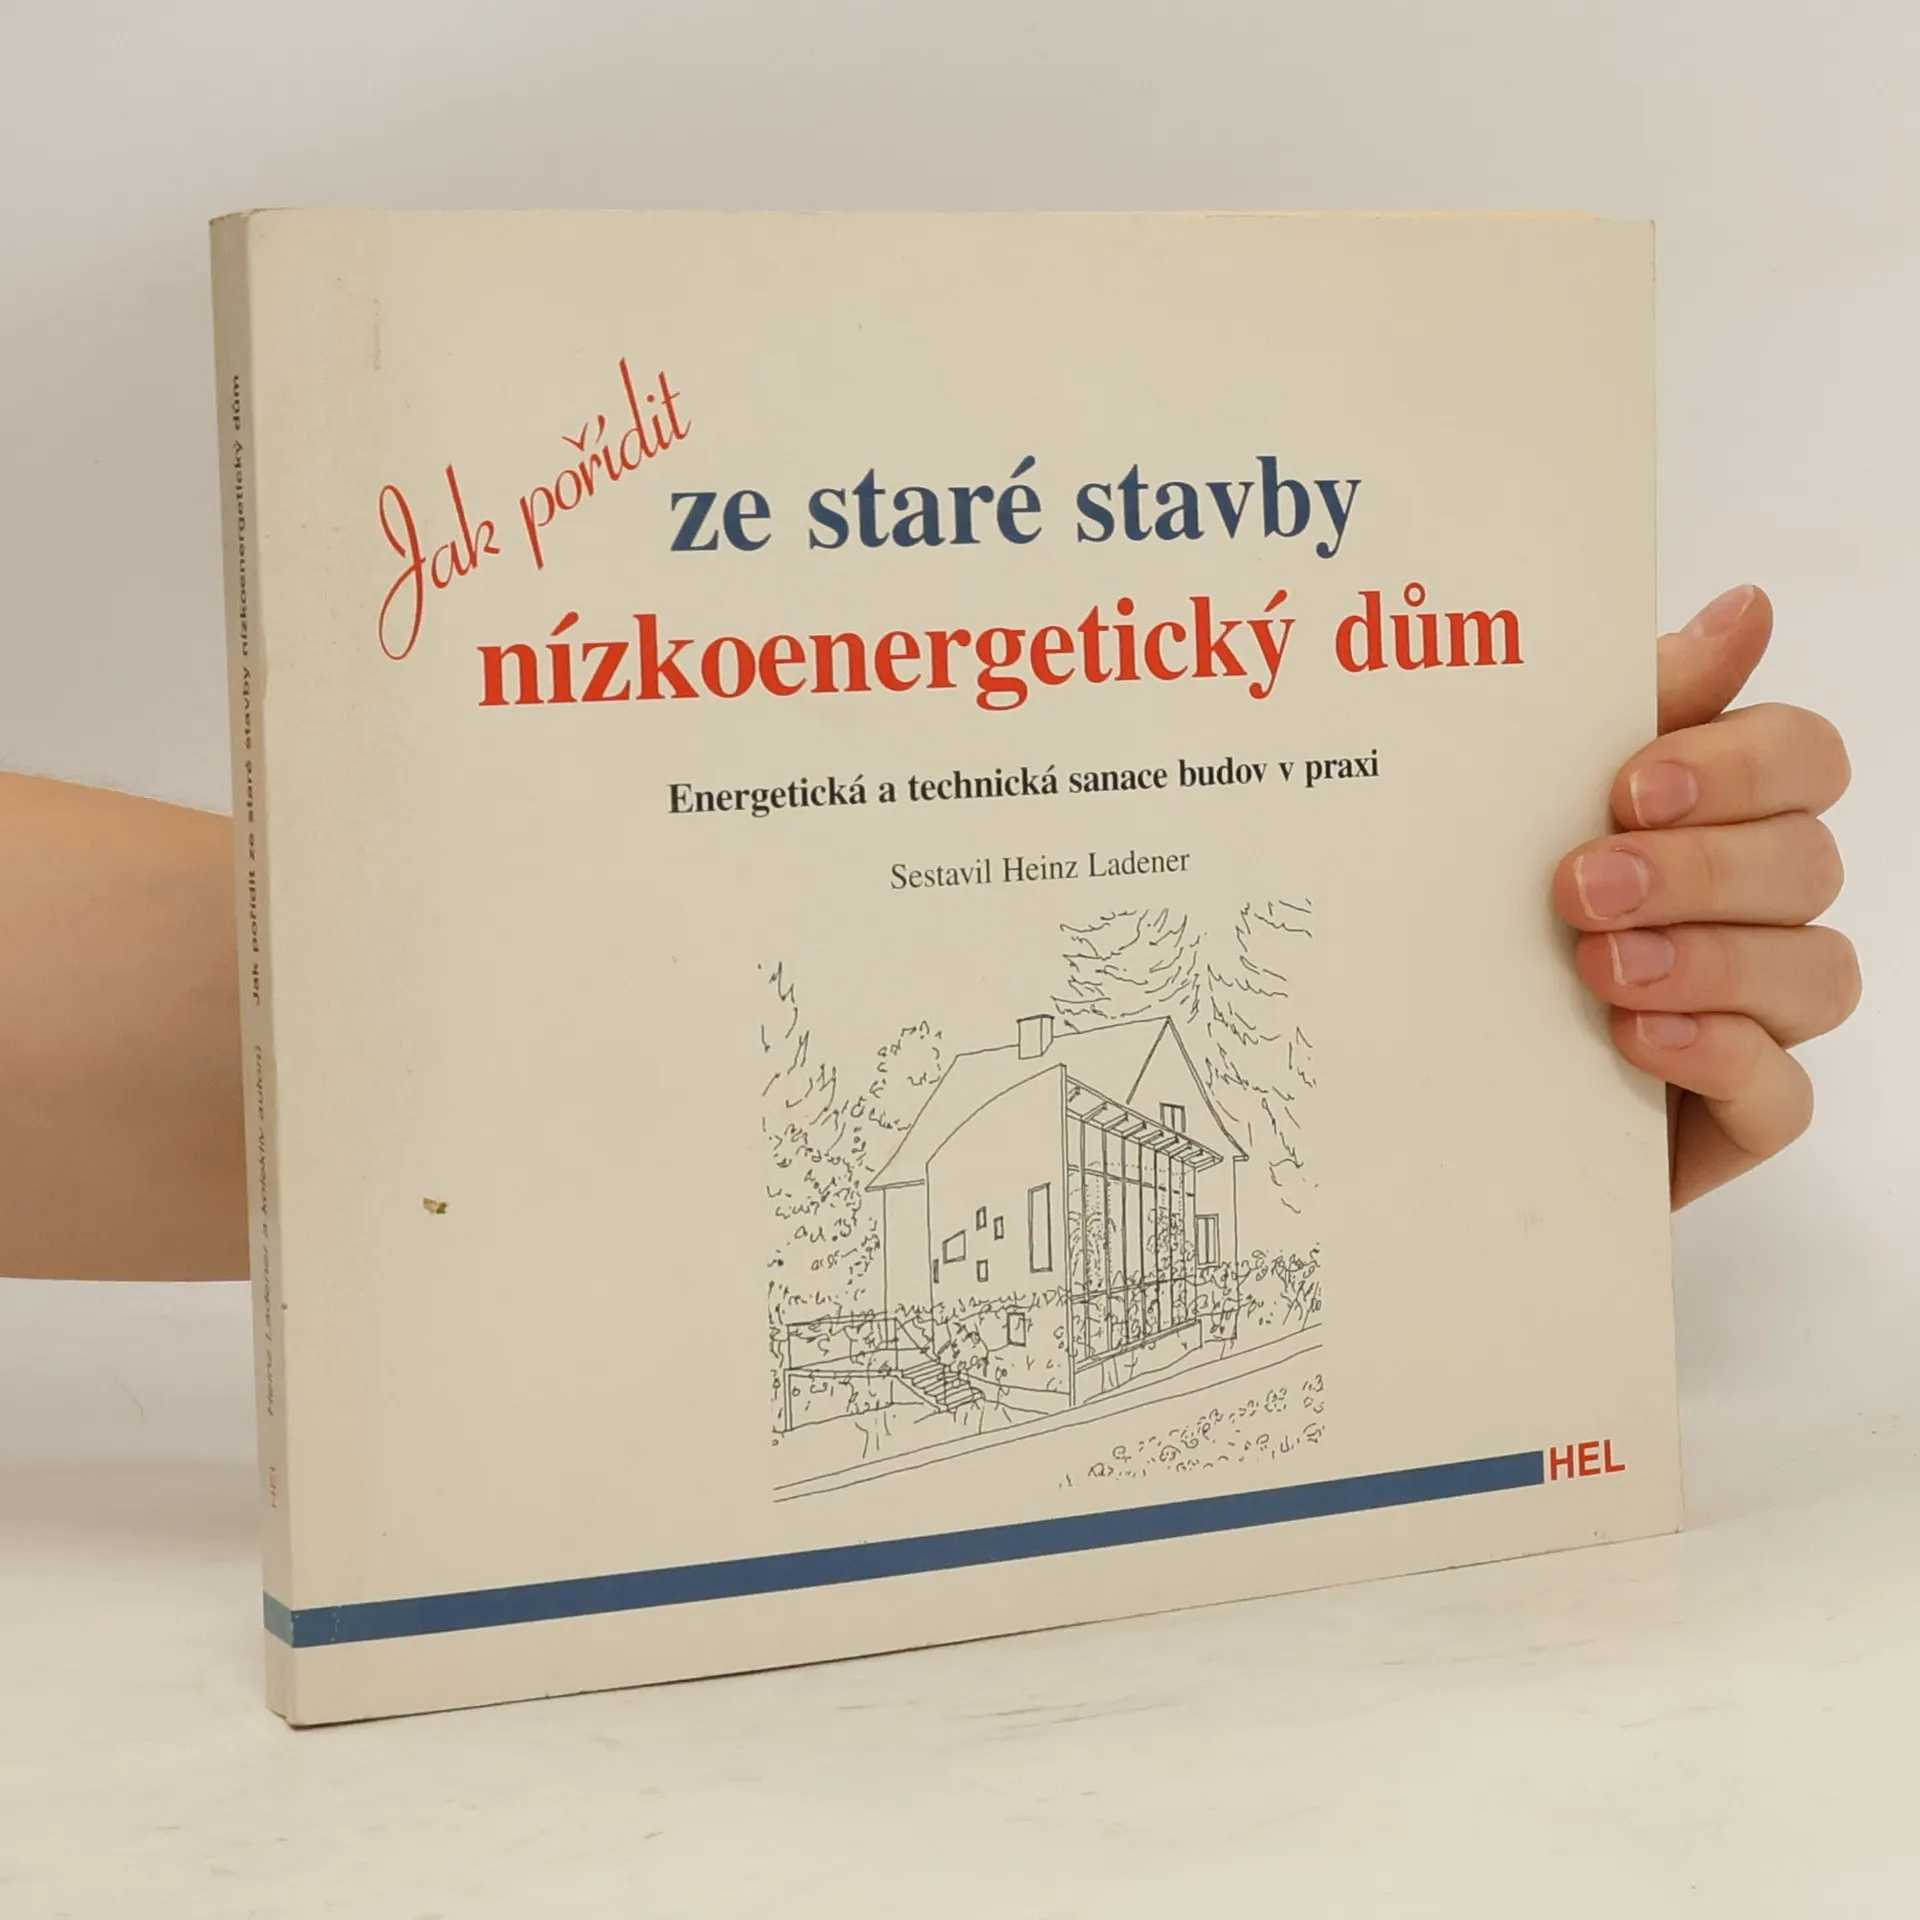 Jak pořídit
ze staré stavby
nízkoenergetický dům
Energetická a technická sanace budov v praxi
Sestavil Heinz Ladener
HEL
HEL Heinz Ladener a kolektiv autorů Jak pořídit ze staré stavby nízkoenergetický dům